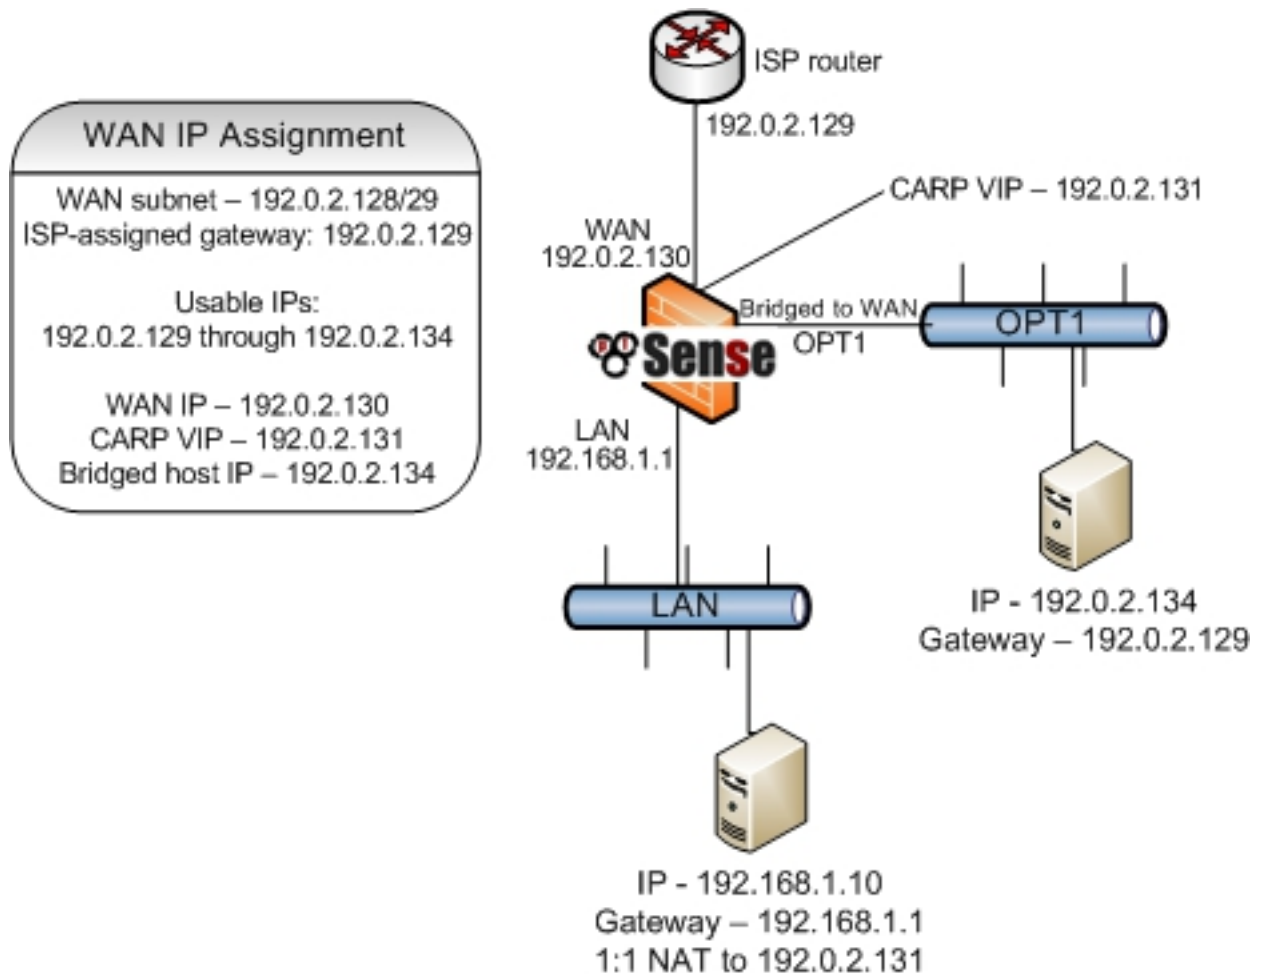 ISP router
192.0.2.129
WAN IP Assignment
WAN subnet – 192.0.2.128/29
ISP-assigned gateway: 192.0.2.129
Usable IPs:
192.0.2.129 through 192.0.2.134
WAN IP – 192.0.2.130
CARP VIP – 192.0.2.131
Bridged host IP – 192.0.2.134
CARP VIP – 192.0.2.131
WAN
192.0.2.130
Bridged to WAN
OPT1
OPT1
Sense
LAN
192.168.1.1
IP - 192.0.2.134
Gateway – 192.0.2.129
LAN
IP - 192.168.1.10
Gateway – 192.168.1.1
1:1 NAT to 192.0.2.131